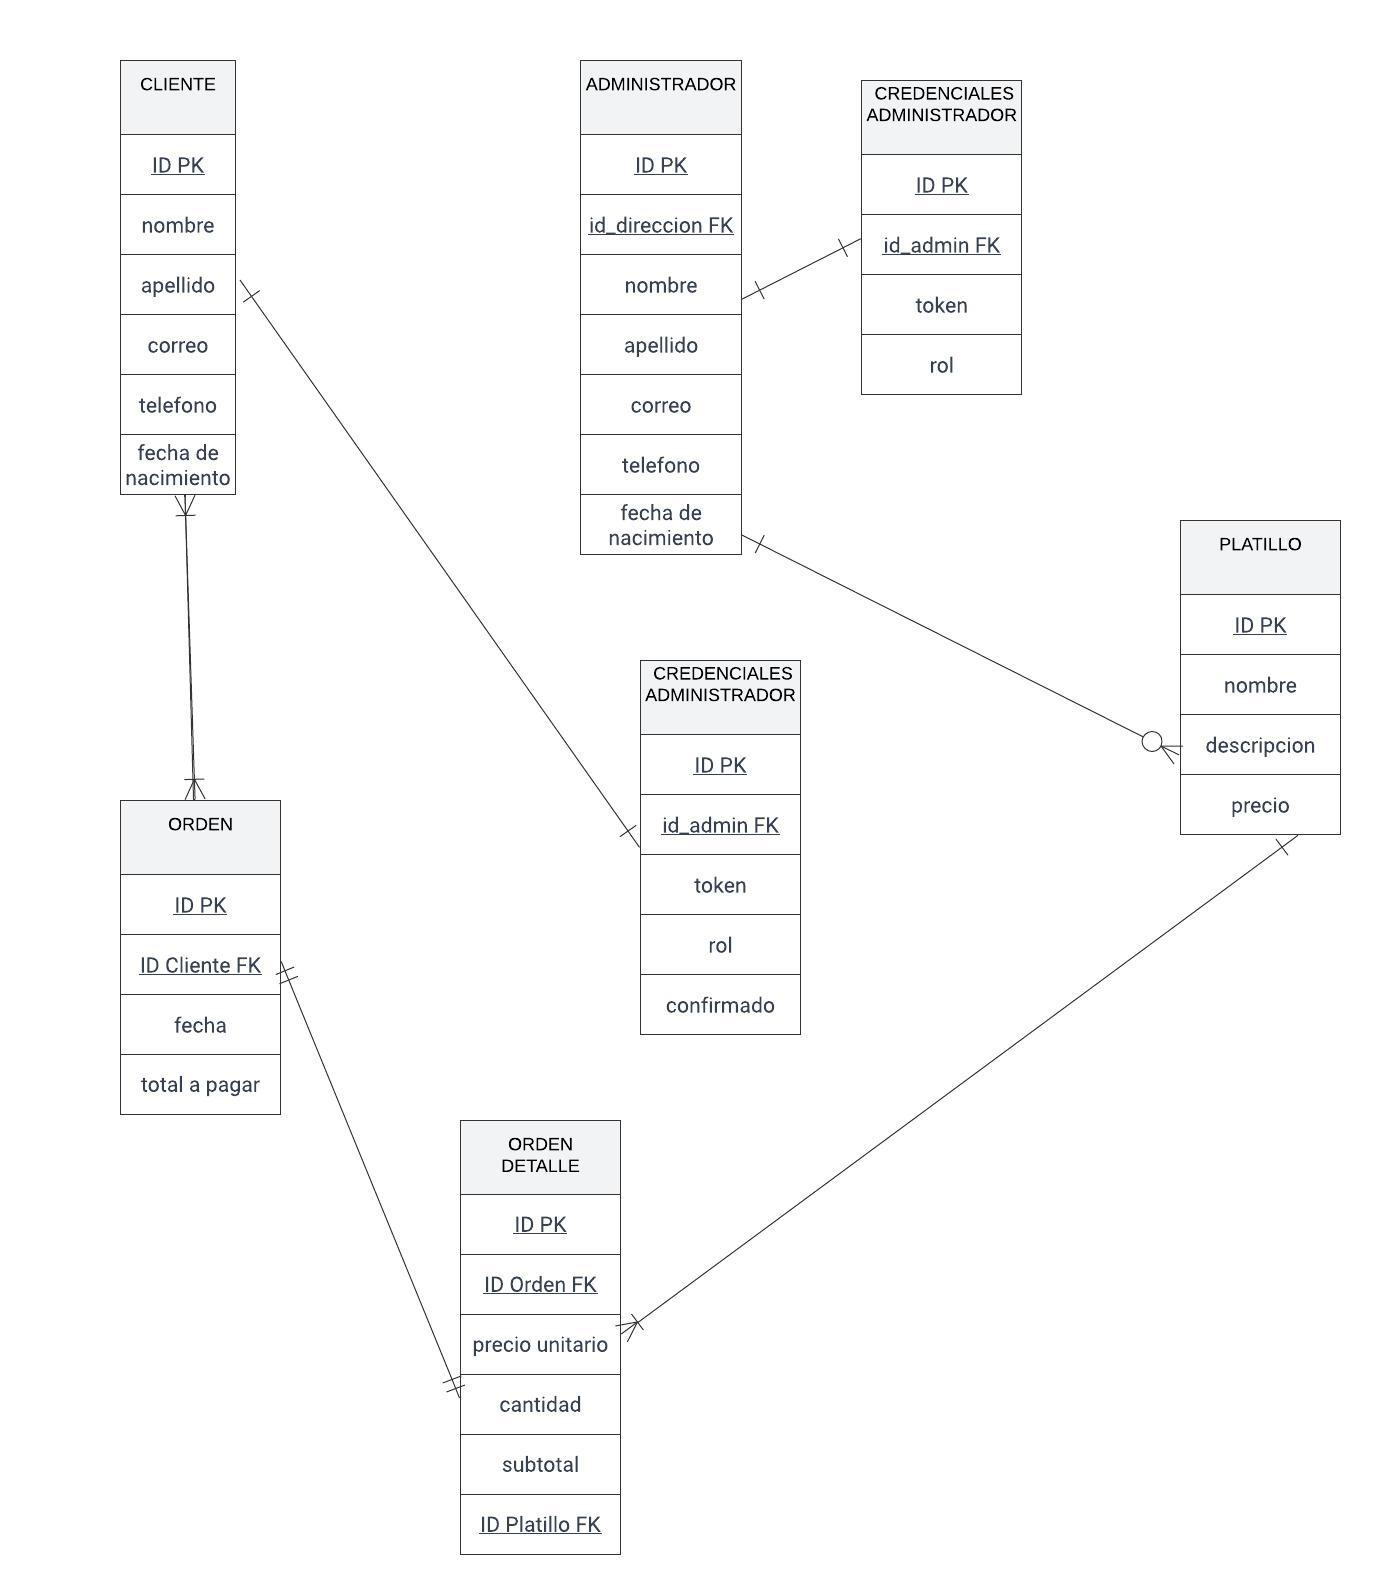 CLIENTE
ID PK
nombre
apellido
correo
telefono
fecha de
nacimiento
ADMINISTRADOR
ID PK
id_direccion FK
nombre
apellido
correo
telefono
fecha de
nacimiento
CREDENCIALES
ADMINISTRADOR
ID PK
id_admin FK
token
rol
PLATILLO
ID PK
nombre
descripcion
precio
CREDENCIALES
ADMINISTRADOR
ID PK
id_admin FK
token
rol
confirmado
ORDEN
ID PK
ID Cliente FK
fecha
total a pagar
ORDEN
DETALLE
ID PK
ID Orden FK
precio unitario
cantidad
subtotal
ID Platillo FK